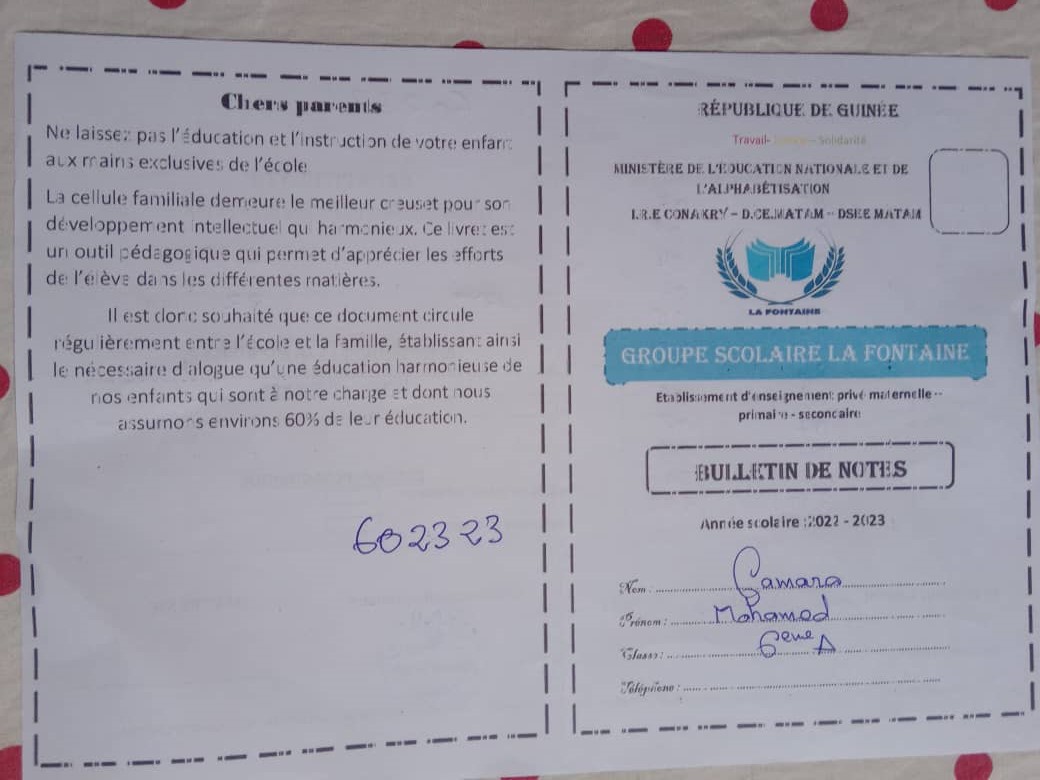 Chers parents
Ne laissez pas l'éducation et l'instruction de votre enfant
aux mains exclusives de l'école
La cellule familiale demeure le meilleur creuset pour son
développement intellectuel qui harmonieux. Ce livret est
un outil pédagogique qui permet d'apprécier les efforts
de l'élève dans les différentes matières.
Il est donc souhaité que ce document circule
régulièrement entre l'école et la famille, établissant ainsi
le nécessaire dialogue qu'une éducation harmonieuse de
nos enfants qui sont à notre charge et dont nous
assumons environs 60% de leur éducation.
602323
RÉPUBLIQUE DE GUINÉE
Travail- Justice - Solidarité
MINISTÈRE DE L'EDUCATION NATIONALE ET DE
L'ALPHABÉTISATION
I.R.E CONAKRY – D.CE.MATAM – DSEE MATAM
LA FONTAINE
GROUPE SCOLAIRE LA FONTAINE
Etablissement d'enseignement privé maternelle --
primaire - secondaire
BULLETIN DE NOTES
Année scolaire :2022 - 2023
Nom : Camara
Prénom : Mohamed
Classe : 6eme A
Téléphone :